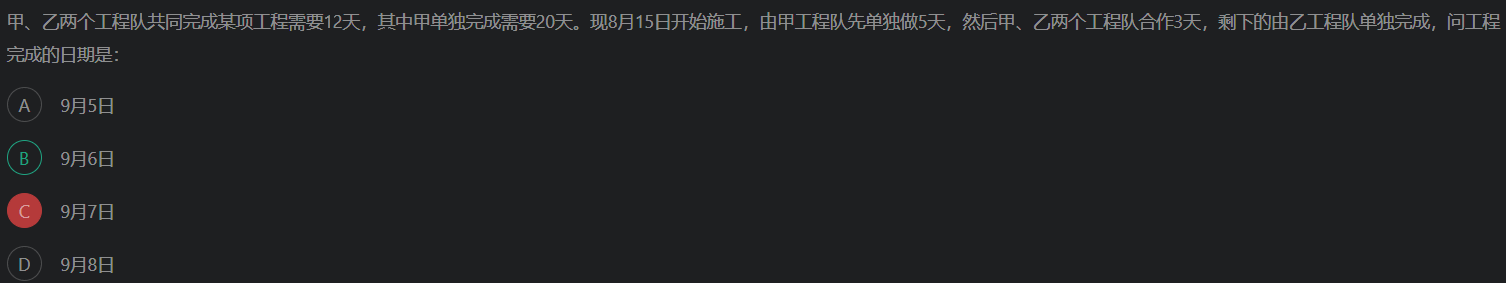 甲、乙两个工程队共同完成某项工程需要12天，其中甲单独完成需要20天。现8月15日开始施工，由甲工程队先单独做5天，然后甲、乙两个工程队合作3天，剩下的由乙工程队单独完成，问工程
完成的日期是：
A 9月5日
B 9月6日
C 9月7日
D 9月8日